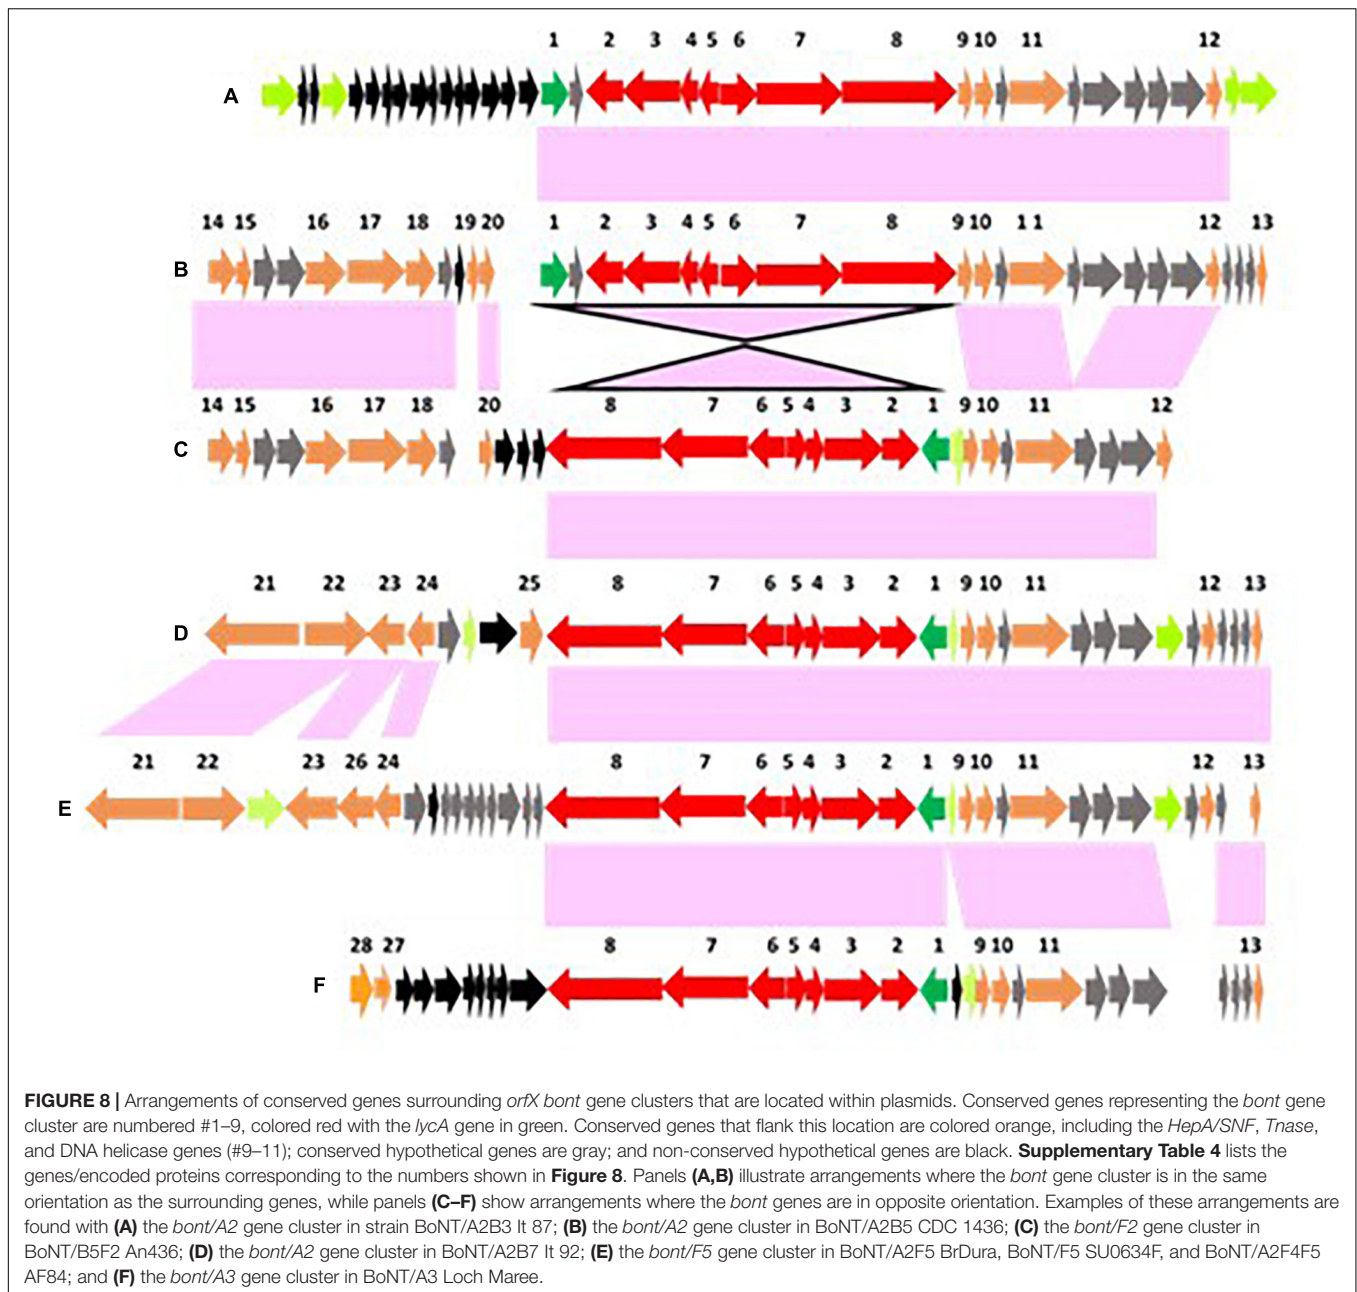 1 2 3 4 5 6 7 8 9 10 11 12
A
14 15 16 17 18 19 20 1 2 3 4 5 6 7 8 9 10 11 12 13
B
14 15 16 17 18 20 8 7 6 5 4 3 2 1 9 10 11 12
C
21 22 23 24 25 8 7 6 5 4 3 2 1 9 10 11 12 13
D
21 22 23 26 24 8 7 6 5 4 3 2 1 9 10 11 12 13
E
28 27 8 7 6 5 4 3 2 1 9 10 11 13
F
FIGURE 8 | Arrangements of conserved genes surrounding orfX bont gene clusters that are located within plasmids. Conserved genes representing the bont gene
cluster are numbered #1–9, colored red with the lycA gene in green. Conserved genes that flank this location are colored orange, including the HepA/SNF, Tnase,
and DNA helicase genes (#9–11); conserved hypothetical genes are gray; and non-conserved hypothetical genes are black. Supplementary Table 4 lists the
genes/encoded proteins corresponding to the numbers shown in Figure 8. Panels (A,B) illustrate arrangements where the bont gene cluster is in the same
orientation as the surrounding genes, while panels (C–F) show arrangements where the bont genes are in opposite orientation. Examples of these arrangements are
found with (A) the bont/A2 gene cluster in strain BoNT/A2B3 It 87; (B) the bont/A2 gene cluster in BoNT/A2B5 CDC 1436; (C) the bont/F2 gene cluster in
BoNT/B5F2 An436; (D) the bont/A2 gene cluster in BoNT/A2B7 It 92; (E) the bont/F5 gene cluster in BoNT/A2F5 BrDura, BoNT/F5 SU0634F, and BoNT/A2F4F5
AF84; and (F) the bont/A3 gene cluster in BoNT/A3 Loch Maree.